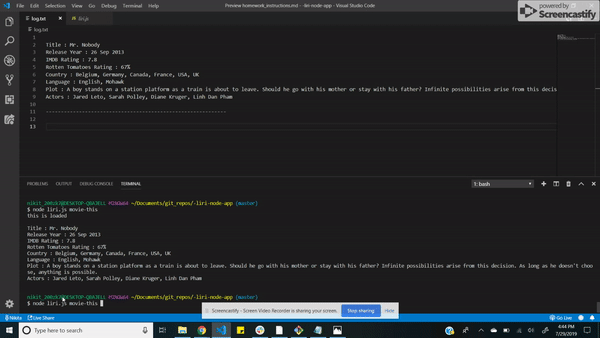 File Edit Selection View Go Debug Terminal Help
Preview homework_instructions.md - liri-node-app - Visual Studio Code
powered by
Screencastify
log.txt
liri.js
log.txt
1
2 Title : Mr. Nobody
3 Release Year : 26 Sep 2013
4 IMDB Rating : 7.8
5 Rotten Tomatoes Rating : 67%
6 Country : Belgium, Germany, Canada, France, USA, UK
7 Language : English, Mohawk
8 Plot : A boy stands on a station platform as a train is about to leave. Should he go with his mother or stay with his father? Infinite possibilities arise from this decis
9 Actors : Jared Leto, Sarah Polley, Diane Kruger, Linh Dan Pham
10
11
12
13
PROBLEMS OUTPUT DEBUG CONSOLE TERMINAL
1: bash
~/Documents/git_repos/-liri-node-app (master)
$ node liri.js movie-this
this is loaded
Title : Mr. Nobody
Release Year : 26 Sep 2013
IMDB Rating : 7.8
Rotten Tomatoes Rating : 67%
Country : Belgium, Germany, Canada, France, USA, UK
Language : English, Mohawk
Plot : A boy stands on a station platform as a train is about to leave. Should he go with his mother or stay with his father? Infinite possibilities arise from this decision. As long as he doesn't choo
se, anything is possible.
Actors : Jared Leto, Sarah Polley, Diane Kruger, Linh Dan Pham
~/Documents/git_repos/-liri-node-app (master)
$ node liri.js movie-this
Screencastify - Screen Video Recorder is sharing your screen.
Stop sharing
Hide
Nikita
Live Share
Go Live
Type here to search
4:44 PM
7/29/2019